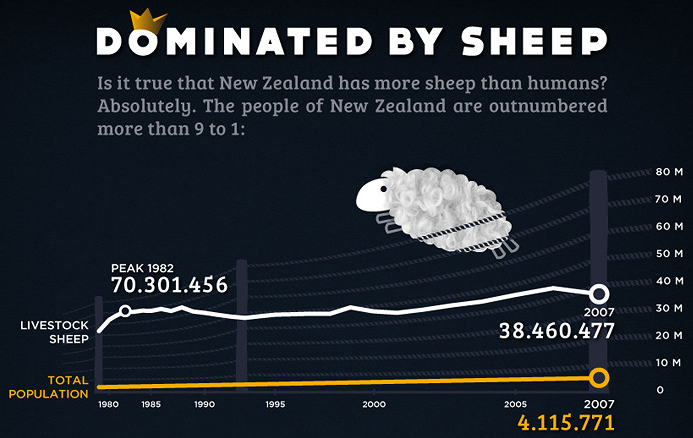 DOMINATED BY SHEEP
Is it true that New Zealand has more sheep than humans?
Absolutely. The people of New Zealand are outnumbered
more than 9 to 1:
80 M
70 M
60 M
50 M
40 M
30 M
20 M
10 M
0
PEAK 1982
70.301.456
LIVESTOCK
SHEEP
2007
38.460.477
TOTAL
POPULATION
1980 1985 1990 1995 2000 2005 2007
4.115.771